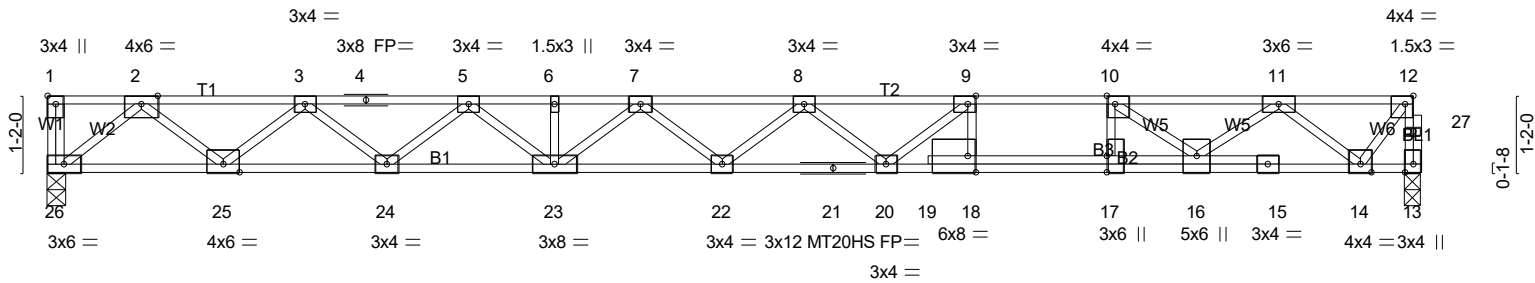 3x4 =
4x4 =
3x4 || 4x6 = 3x8 FP= 3x4 = 1.5x3 || 3x4 = 3x4 = 3x4 = 4x4 = 3x6 = 1.5x3 =
1 2 3 4 5 6 7 8 9 10 11 12
T1 T2
1-2-0 W1 W2 W5 W5 W6 BL1 27 1-2-0
B1 B3 B2
0-1-8
26 25 24 23 22 21 20 19 18 17 16 15 14 13
3x6 = 4x6 = 3x4 = 3x8 = 3x4 = 3x12 MT20HS FP= 6x8 = 3x6 || 5x6 || 3x4 = 4x4 = 3x4 ||
3x4 =